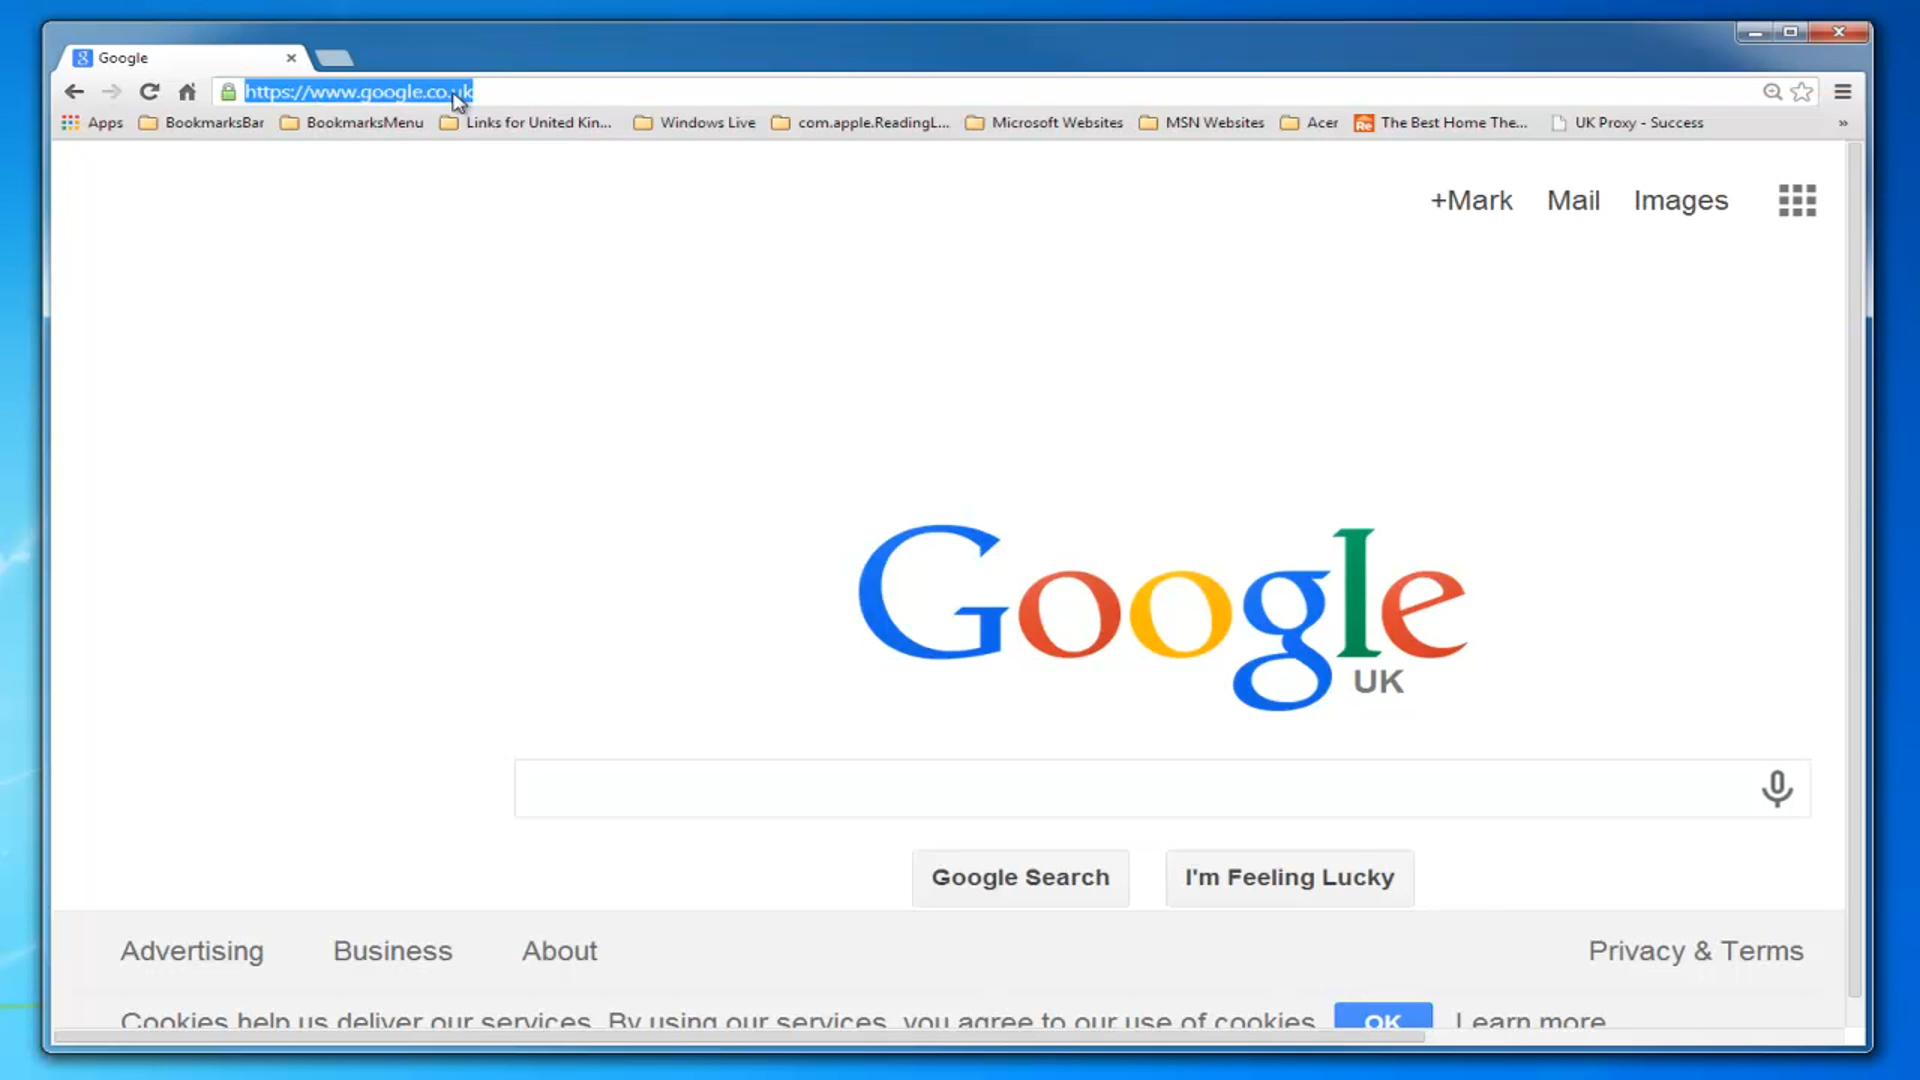 Google
https://www.google.co.uk
Apps BookmarksBar BookmarksMenu Links for United Kin... Windows Live com.apple.ReadingL... Microsoft Websites MSN Websites Acer The Best Home The... UK Proxy - Success »
+Mark Mail Images
Google
UK
Google Search I'm Feeling Lucky
Advertising Business About Privacy & Terms
Cookies help us deliver our services. By using our services, you agree to our use of cookies. OK Learn more